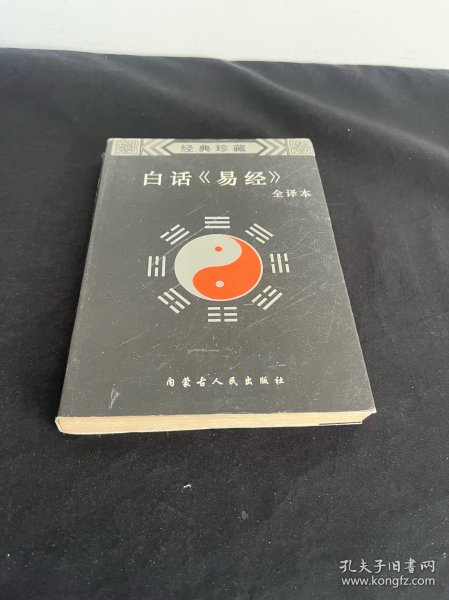 经典珍藏
白话《易经》
全译本
内蒙古人民出版社
孔夫子旧书网
www.kongfz.com